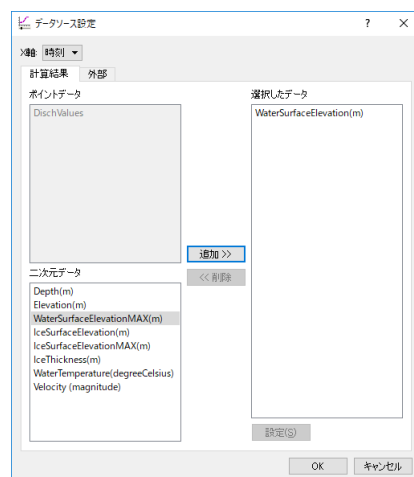 データソース設定
?
×
X軸: 時刻
計算結果 外部
ポイントデータ
DischValues
選択したデータ
WaterSurfaceElevation(m)
追加 >>
<< 削除
二次元データ
Depth(m)
Elevation(m)
WaterSurfaceElevationMAX(m)
IceSurfaceElevation(m)
IceSurfaceElevationMAX(m)
IceThickness(m)
WaterTemperature(degreeCelsius)
Velocity (magnitude)
設定(S)
OK キャンセル